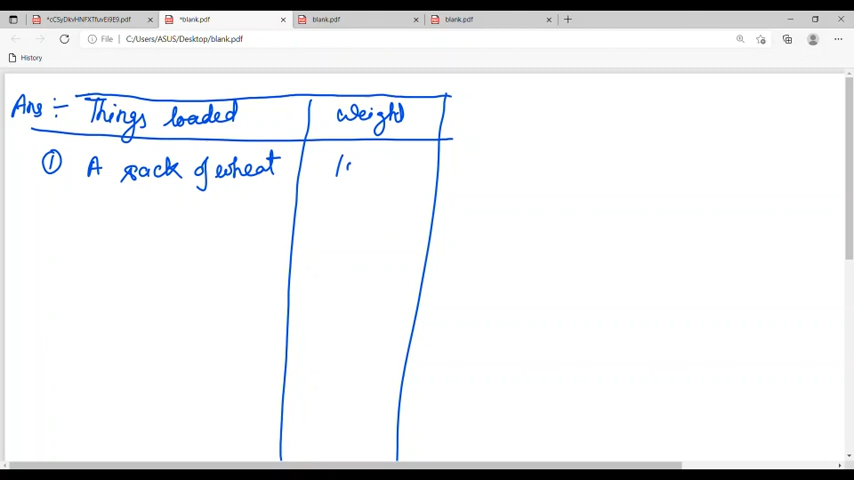 *cCSyDkvHNFXTfuvEi9E9.pdf
*blank.pdf
blank.pdf
blank.pdf
File
C:/Users/ASUS/Desktop/blank.pdf
History
Ans :- Things loaded weight
① A sack of wheat